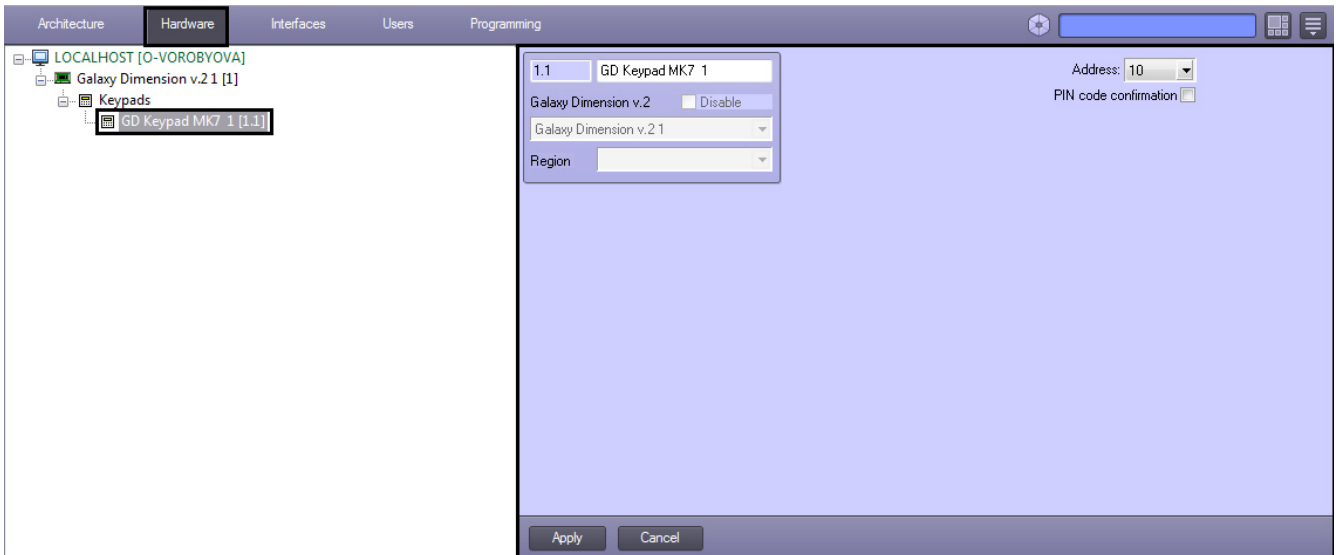 Architecture Hardware Interfaces Users Programming
LOCALHOST [O-VOROBYOVA]
Galaxy Dimension v.2 1 [1]
Keypads
GD Keypad MK7 1 [1.1]
1.1 GD Keypad MK7 1
Galaxy Dimension v.2 Disable
Galaxy Dimension v.2 1
Region
Address: 10
PIN code confirmation
Apply Cancel